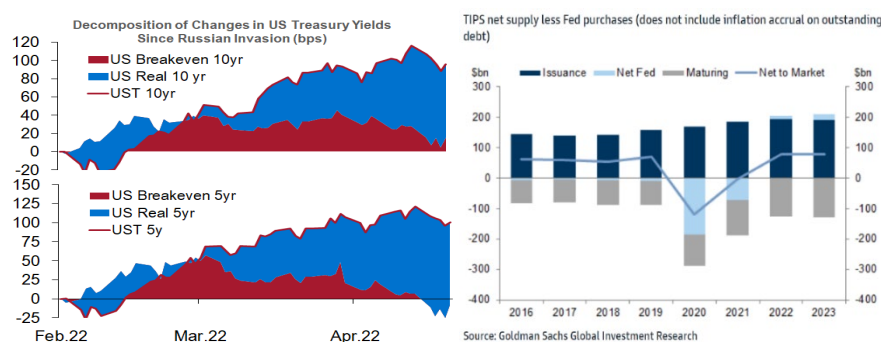 Decomposition of Changes in US Treasury Yields
Since Russian Invasion (bps)
120
100
80
60
40
20
0
-20
US Breakeven 10yr
US Real 10 yr
UST 10yr
150
125
100
75
50
25
0
-25
US Breakeven 5yr
US Real 5yr
UST 5y
Feb.22 Mar.22 Apr.22
TIPS net supply less Fed purchases (does not include inflation accrual on outstanding
debt)
$bn $bn
Issuance Net Fed Maturing Net to Market
300 300
200 200
100 100
0 0
-100 -100
-200 -200
-300 -300
-400 -400
2016 2017 2018 2019 2020 2021 2022 2023
Source: Goldman Sachs Global Investment Research